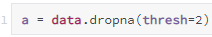 1 a = data.dropna(thresh=2)